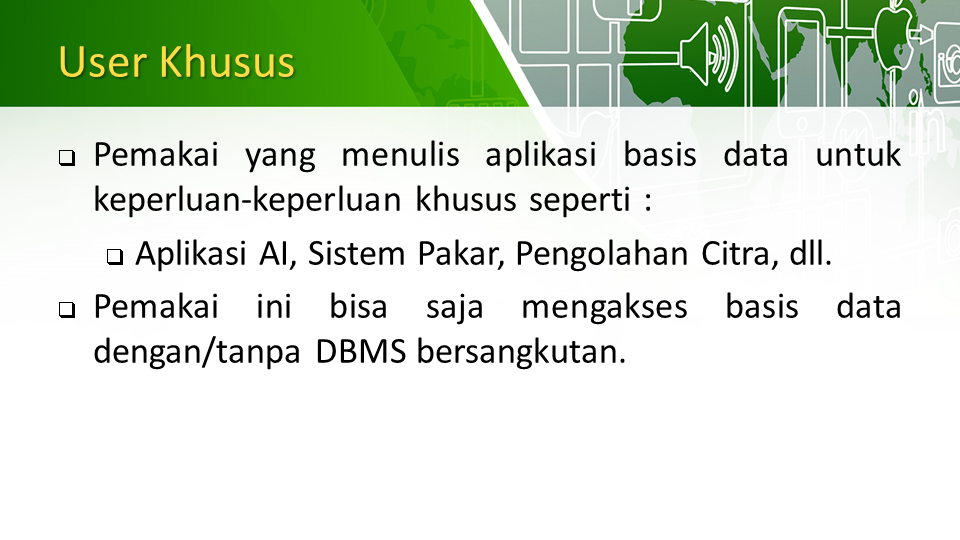 User Khusus
Pemakai yang menulis aplikasi basis data untuk
keperluan-keperluan khusus seperti :
Aplikasi AI, Sistem Pakar, Pengolahan Citra, dll.
Pemakai ini bisa saja mengakses basis data
dengan/tanpa DBMS bersangkutan.